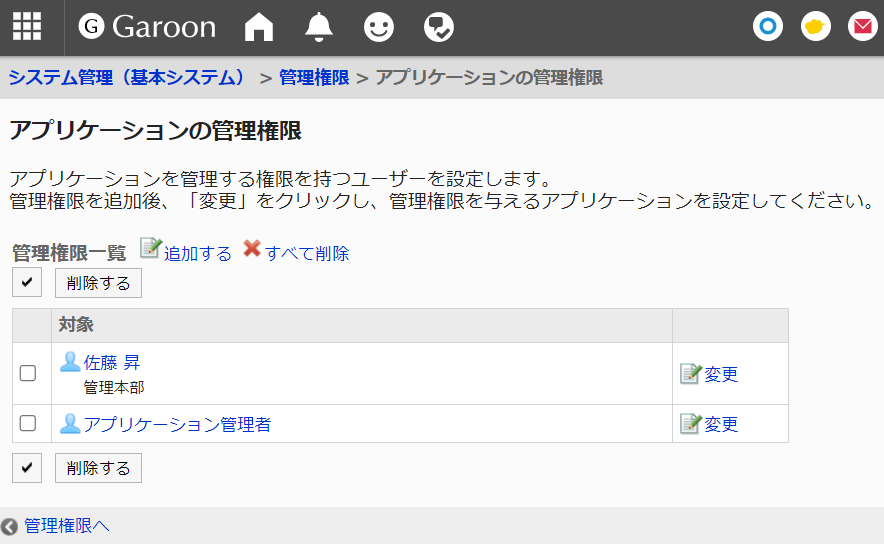 G Garoon
システム管理（基本システム） > 管理権限 > アプリケーションの管理権限
アプリケーションの管理権限
アプリケーションを管理する権限を持つユーザーを設定します。
管理権限を追加後、「変更」をクリックし、管理権限を与えるアプリケーションを設定してください。
管理権限一覧 追加する すべて削除
削除する
対象
佐藤 昇 変更
管理本部
アプリケーション管理者 変更
削除する
管理権限へ